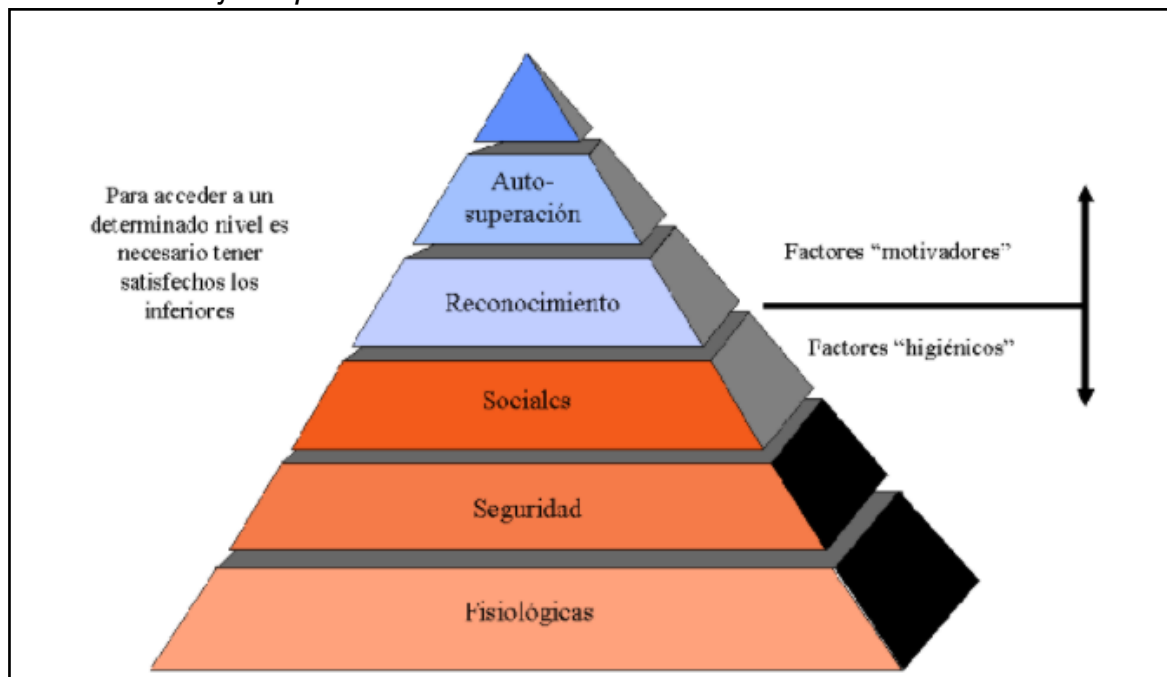 Auto-
superación
Para acceder a un
determinado nivel es
necesario tener
satisfechos los
inferiores
Factores “motivadores”
Reconocimiento
Factores “higiénicos”
Sociales
Seguridad
Fisiológicas